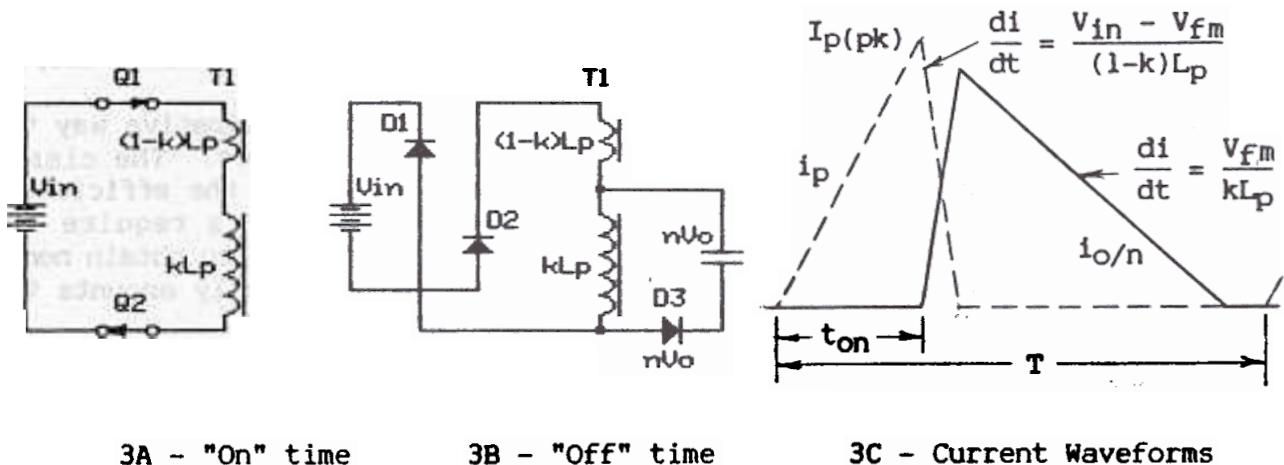 Q1
T1
(1-k)Lp
Vin
kLp
Q2
T1
D1
(1-k)Lp
Vin
D2
nVo
kLp
D3
nVo
Ip(pk)
di/dt = (Vin - Vfm)/((1-k)Lp)
ip
di/dt = Vfm/(kLp)
io/n
ton
T
3A - "On" time
3B - "Off" time
3C - Current Waveforms